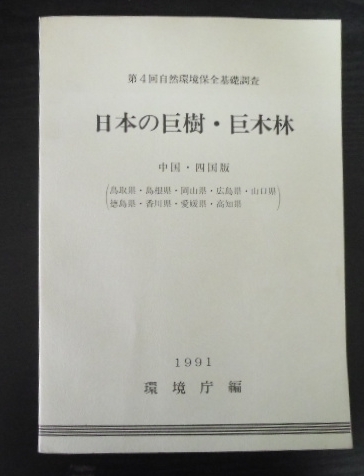 第4回自然環境保全基礎調査
日本の巨樹・巨木林
中国・四国版
(鳥取県・島根県・岡山県・広島県・山口県
徳島県・香川県・愛媛県・高知県)
1991
環境庁編